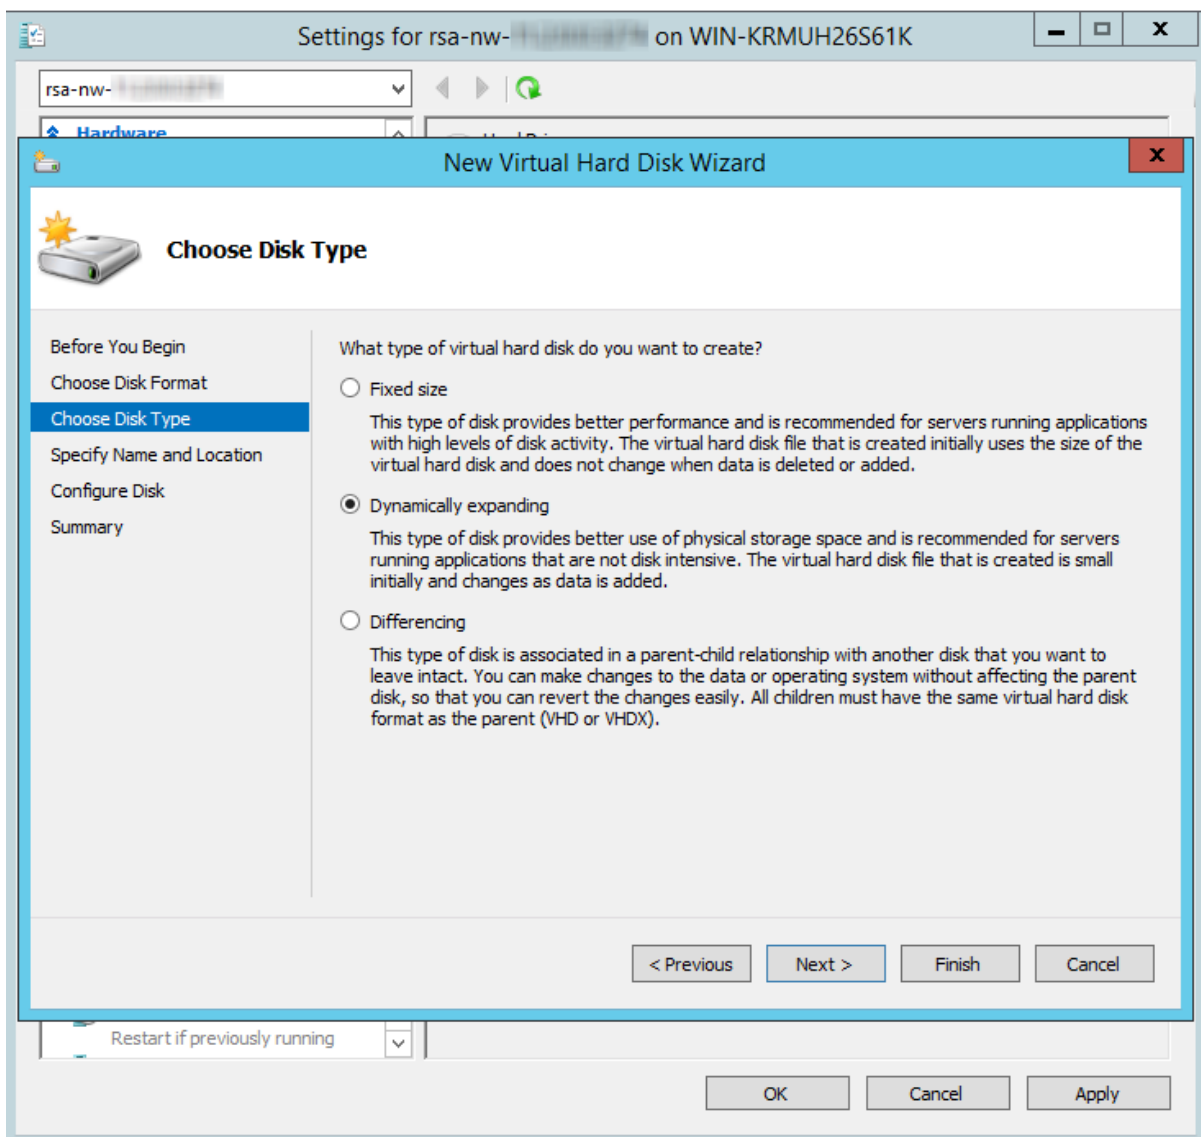 Settings for rsa-nw- on WIN-KRMUH26S61K
rsa-nw-
Hardware
New Virtual Hard Disk Wizard
Choose Disk Type
Before You Begin
Choose Disk Format
Choose Disk Type
Specify Name and Location
Configure Disk
Summary
What type of virtual hard disk do you want to create?
Fixed size
This type of disk provides better performance and is recommended for servers running applications
with high levels of disk activity. The virtual hard disk file that is created initially uses the size of the
virtual hard disk and does not change when data is deleted or added.
Dynamically expanding
This type of disk provides better use of physical storage space and is recommended for servers
running applications that are not disk intensive. The virtual hard disk file that is created is small
initially and changes as data is added.
Differencing
This type of disk is associated in a parent-child relationship with another disk that you want to
leave intact. You can make changes to the data or operating system without affecting the parent
disk, so that you can revert the changes easily. All children must have the same virtual hard disk
format as the parent (VHD or VHDX).
< Previous
Next >
Finish
Cancel
Restart if previously running
OK
Cancel
Apply